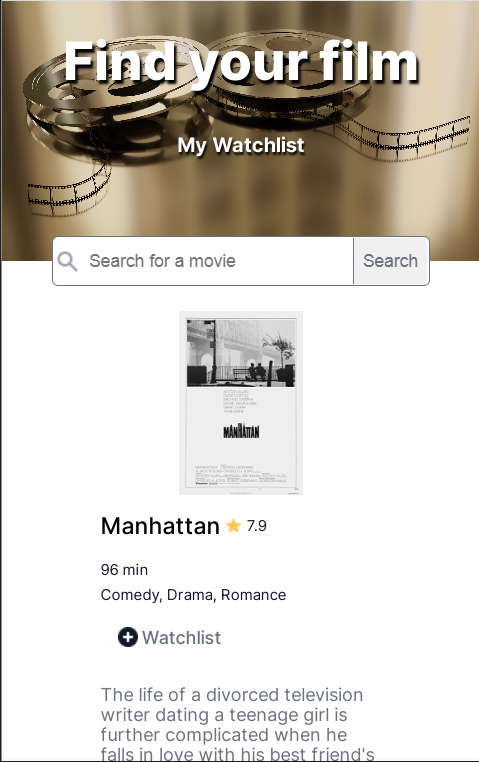 Find your film
My Watchlist
Search for a movie
Search
MANHATTAN
Manhattan 7.9
96 min
Comedy, Drama, Romance
Watchlist
The life of a divorced television
writer dating a teenage girl is
further complicated when he
falls in love with his best friend's